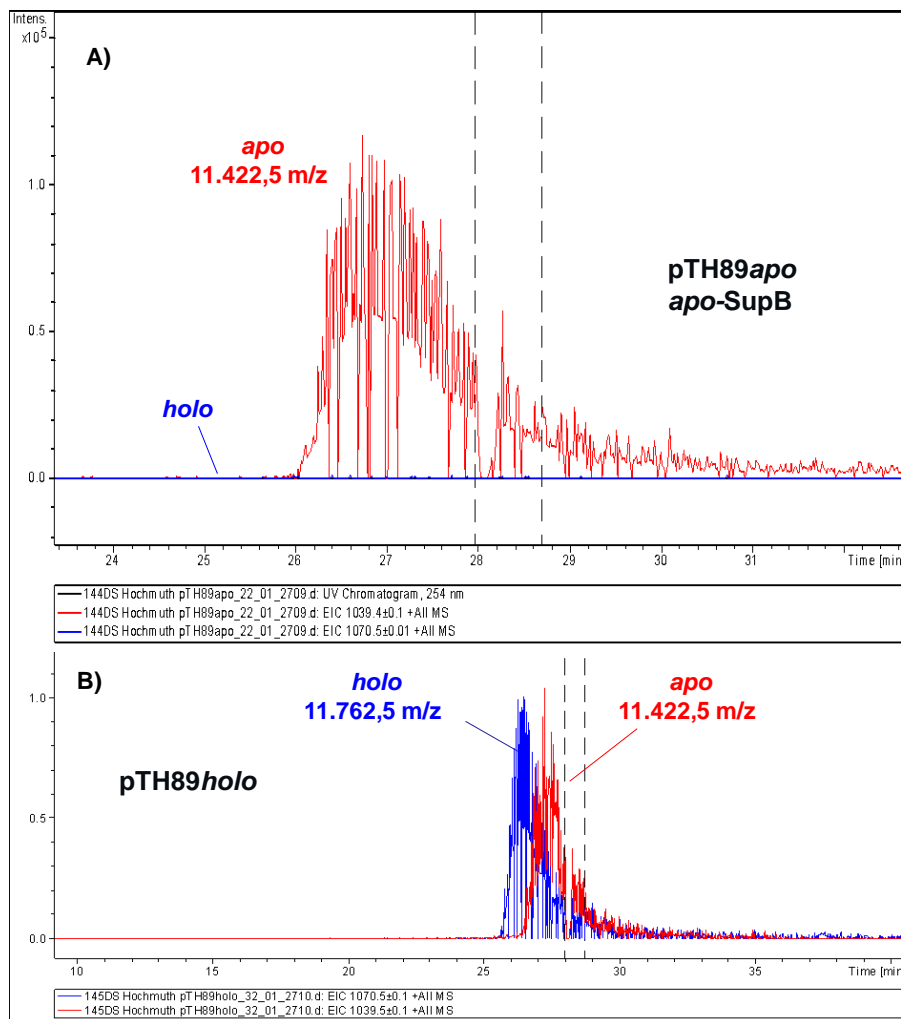 Intens.
x10⁵
A)
apo
11.422,5 m/z
1.0
pTH89apo
apo-SupB
0.5
holo
0.0
24 25 26 27 28 29 30 31 Time [min]
144DS Hochmuth pTH89apo_22_01_2709.d: UV Chromatogram, 254 nm
144DS Hochmuth pTH89apo_22_01_2709.d: EIC 1039.4±0.1 +All MS
144DS Hochmuth pTH89apo_22_01_2709.d: EIC 1070.5±0.01 +All MS
B)
holo
11.762,5 m/z
apo
11.422,5 m/z
1.0
pTH89holo
0.5
0.0
10 15 20 25 30 35 Time [min]
145DS Hochmuth pTH89holo_32_01_2710.d: EIC 1070.5±0.1 +All MS
145DS Hochmuth pTH89holo_32_01_2710.d: EIC 1039.5±0.1 +All MS